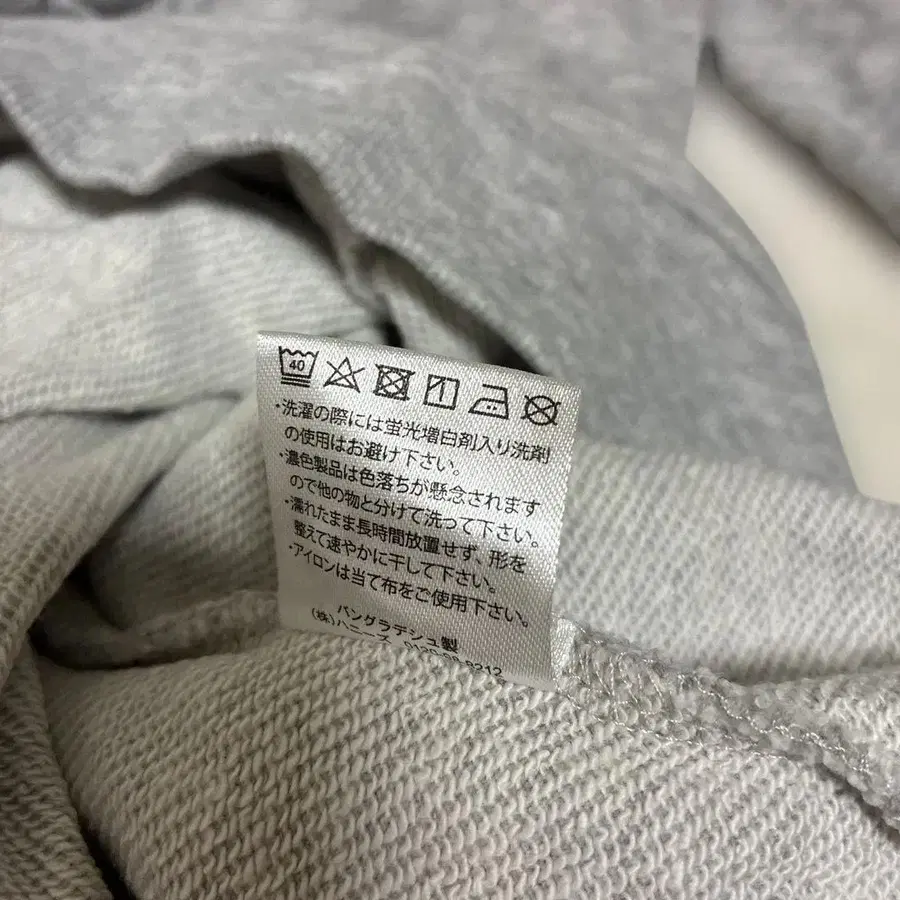 40
・洗濯の際には蛍光増白剤入り洗剤
の使用はお避け下さい。
・濃色製品は色落ちが懸念されます
ので他の物と分けて洗って下さい。
・濡れたまま長時間放置せず、形を
整えて速やかに干して下さい。
・アイロンは当て布をご使用下さい。
バングラデシュ製
(株)ハニーズ